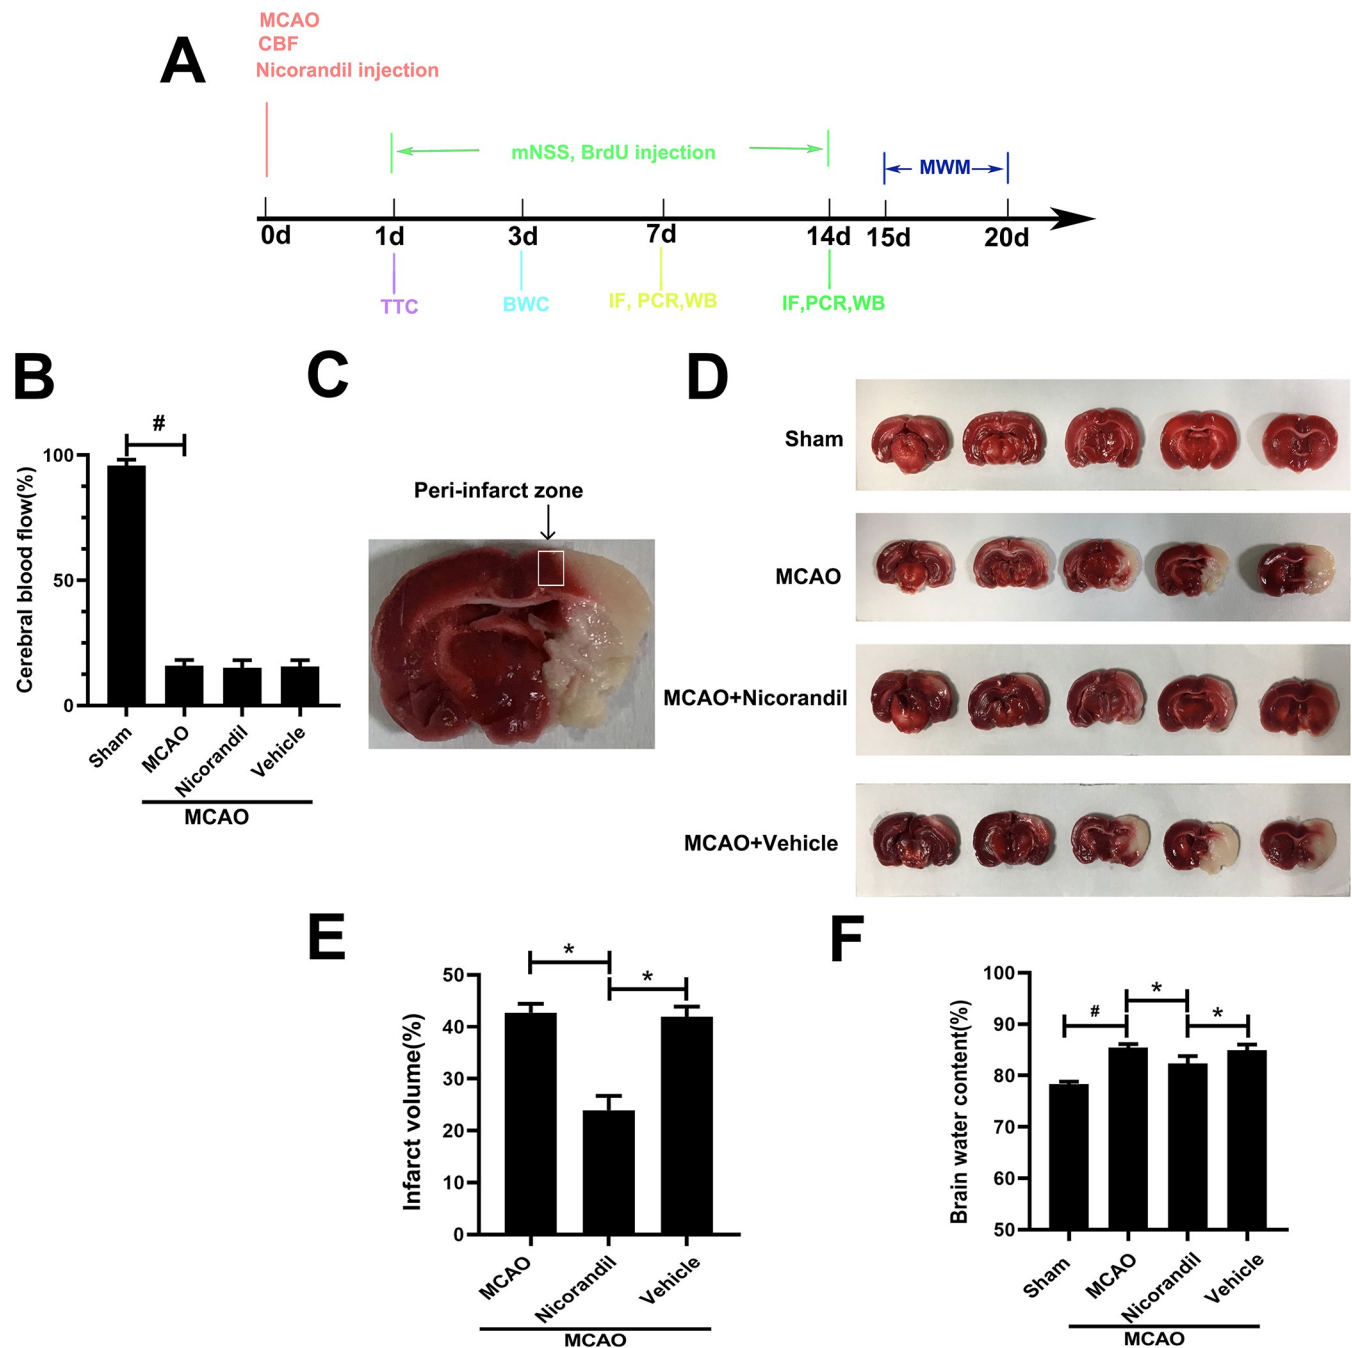 A
MCAO
CBF
Nicorandil injection
mNSS, BrdU injection
MWM
0d
1d
3d
7d
14d
15d
20d
TTC
BWC
IF, PCR,WB
IF,PCR,WB
B
#
Cerebral blood flow(%)
100
50
0
Sham
MCAO
Nicorandil
Vehicle
MCAO
C
Peri-infarct zone
D
Sham
MCAO
MCAO+Nicorandil
MCAO+Vehicle
E
*
*
Infarct volume(%)
50
40
30
20
10
0
MCAO
Nicorandil
Vehicle
MCAO
F
#
*
*
Brain water content(%)
100
90
80
70
60
50
Sham
MCAO
Nicorandil
Vehicle
MCAO